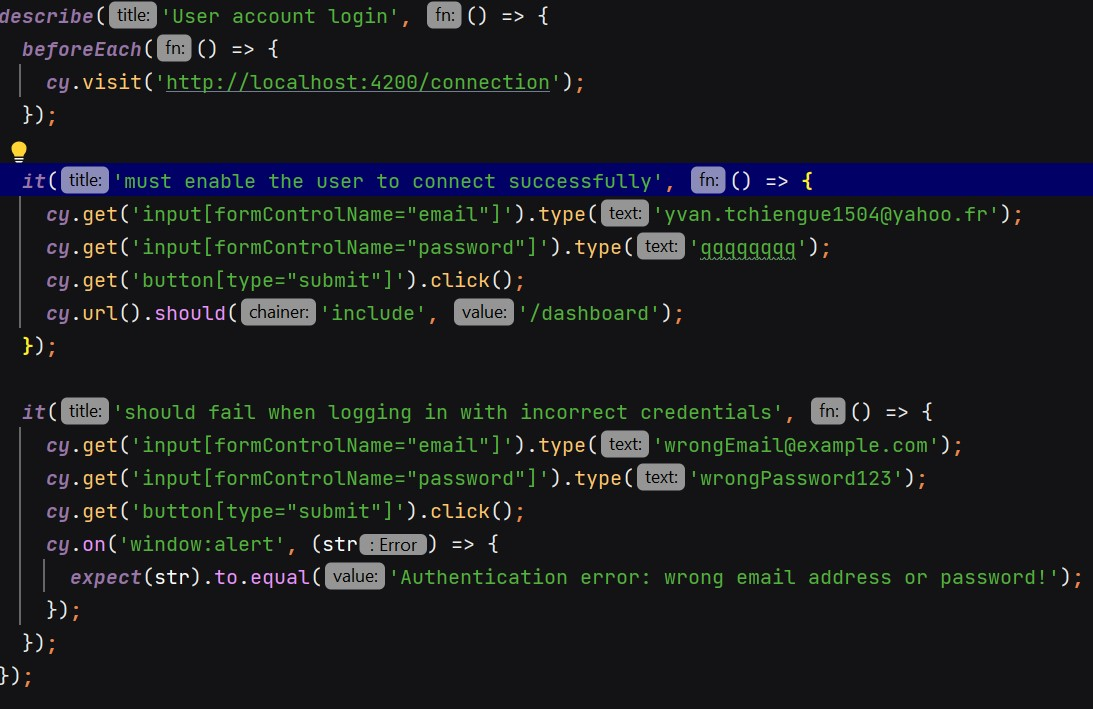 describe( title: 'User account login', fn: () => {
beforeEach( fn: () => {
cy.visit('http://localhost:4200/connection');
});
it( title: 'must enable the user to connect successfully', fn: () => {
cy.get('input[formControlName="email"]').type( text: 'yvan.tchiengue1504@yahoo.fr');
cy.get('input[formControlName="password"]').type( text: 'qqqqqqqq');
cy.get('button[type="submit"]').click();
cy.url().should( chainer: 'include', value: '/dashboard');
});
it( title: 'should fail when logging in with incorrect credentials', fn: () => {
cy.get('input[formControlName="email"]').type( text: 'wrongEmail@example.com');
cy.get('input[formControlName="password"]').type( text: 'wrongPassword123');
cy.get('button[type="submit"]').click();
cy.on('window:alert', (str : Error ) => {
expect(str).to.equal( value: 'Authentication error: wrong email address or password!');
});
});
});